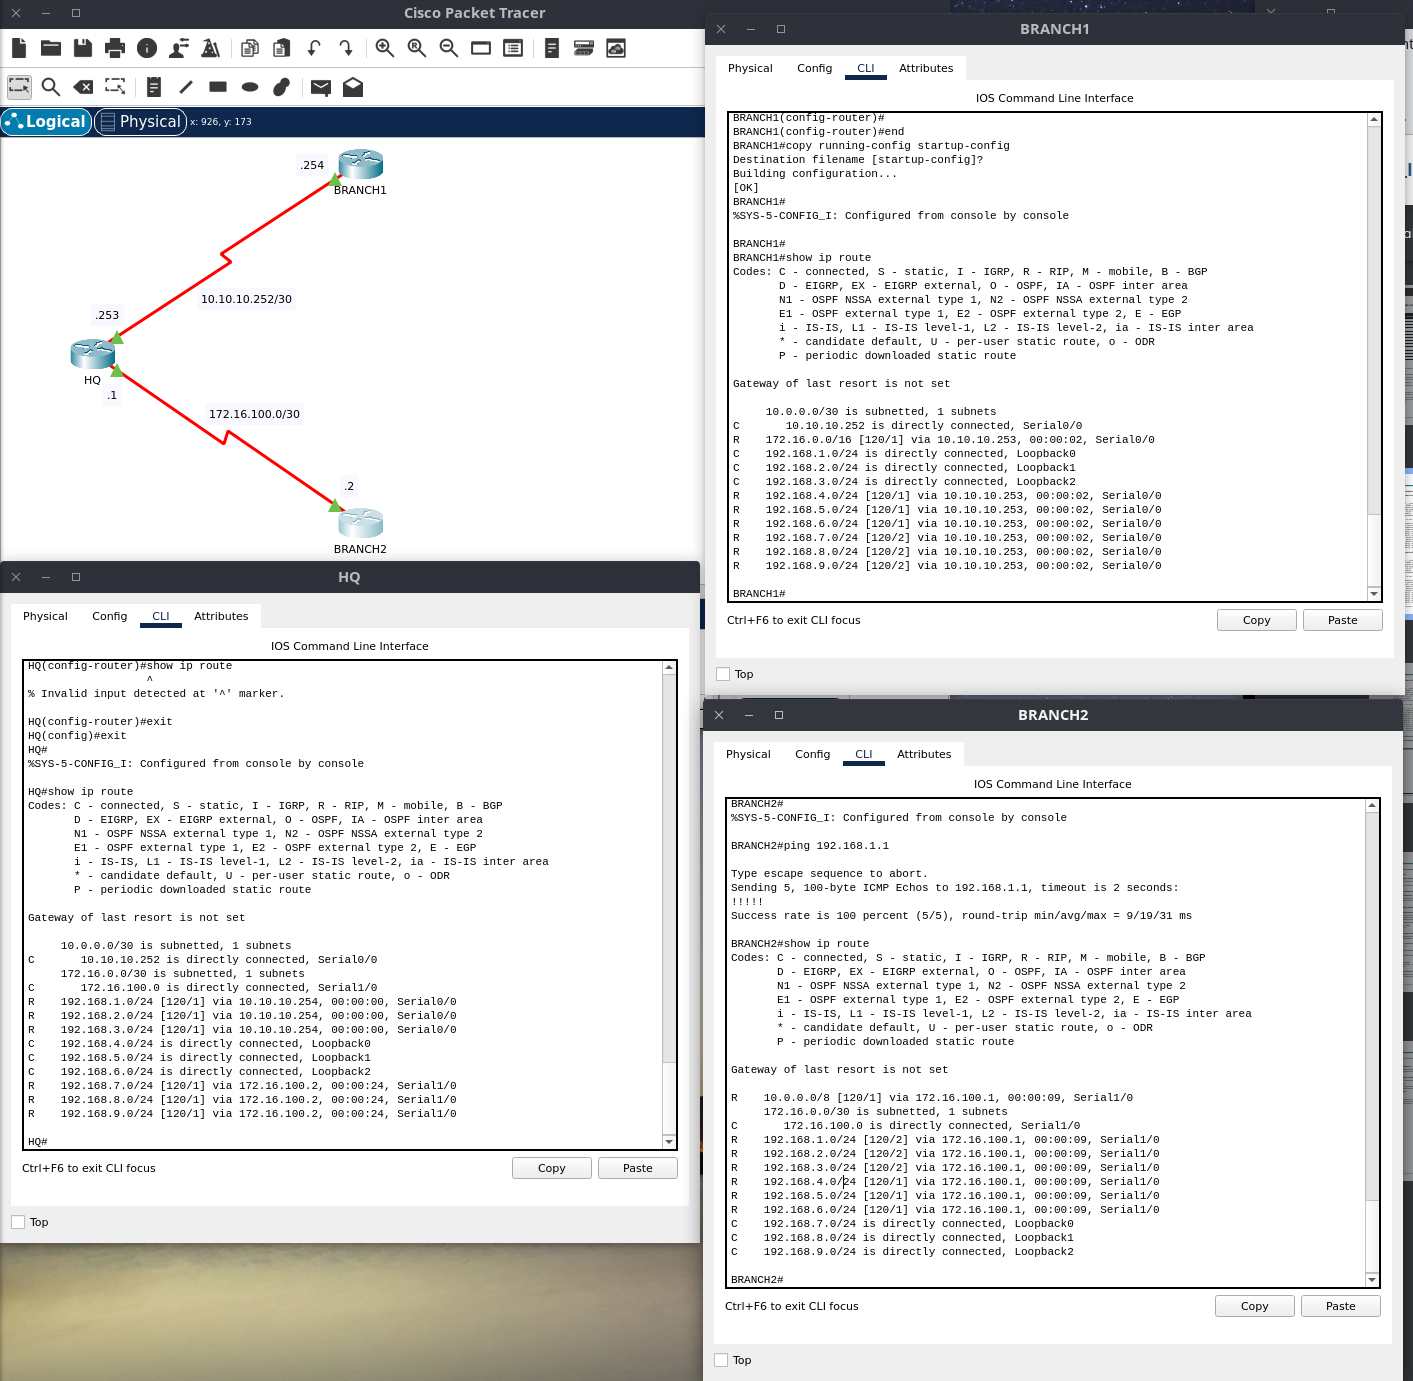 Cisco Packet Tracer
Logical
Physical
x: 926, y: 173
.254
BRANCH1
10.10.10.252/30
.253
HQ
.1
172.16.100.0/30
.2
BRANCH2
BRANCH1
Physical Config CLI Attributes
IOS Command Line Interface
BRANCH1(config-router)#
BRANCH1(config-router)#end
BRANCH1#copy running-config startup-config
Destination filename [startup-config]?
Building configuration...
[OK]
BRANCH1#
%SYS-5-CONFIG_I: Configured from console by console
BRANCH1#
BRANCH1#show ip route
Codes: C - connected, S - static, I - IGRP, R - RIP, M - mobile, B - BGP
D - EIGRP, EX - EIGRP external, O - OSPF, IA - OSPF inter area
N1 - OSPF NSSA external type 1, N2 - OSPF NSSA external type 2
E1 - OSPF external type 1, E2 - OSPF external type 2, E - EGP
i - IS-IS, L1 - IS-IS level-1, L2 - IS-IS level-2, ia - IS-IS inter area
* - candidate default, U - per-user static route, o - ODR
P - periodic downloaded static route
Gateway of last resort is not set
10.0.0.0/30 is subnetted, 1 subnets
C 10.10.10.252 is directly connected, Serial0/0
R 172.16.0.0/16 [120/1] via 10.10.10.253, 00:00:02, Serial0/0
C 192.168.1.0/24 is directly connected, Loopback0
C 192.168.2.0/24 is directly connected, Loopback1
C 192.168.3.0/24 is directly connected, Loopback2
R 192.168.4.0/24 [120/1] via 10.10.10.253, 00:00:02, Serial0/0
R 192.168.5.0/24 [120/1] via 10.10.10.253, 00:00:02, Serial0/0
R 192.168.6.0/24 [120/1] via 10.10.10.253, 00:00:02, Serial0/0
R 192.168.7.0/24 [120/2] via 10.10.10.253, 00:00:02, Serial0/0
R 192.168.8.0/24 [120/2] via 10.10.10.253, 00:00:02, Serial0/0
R 192.168.9.0/24 [120/2] via 10.10.10.253, 00:00:02, Serial0/0
BRANCH1#
Ctrl+F6 to exit CLI focus
Copy Paste
Top
HQ
Physical Config CLI Attributes
IOS Command Line Interface
HQ(config-router)#show ip route
^
% Invalid input detected at '^' marker.
HQ(config-router)#exit
HQ(config)#exit
HQ#
%SYS-5-CONFIG_I: Configured from console by console
HQ#show ip route
Codes: C - connected, S - static, I - IGRP, R - RIP, M - mobile, B - BGP
D - EIGRP, EX - EIGRP external, O - OSPF, IA - OSPF inter area
N1 - OSPF NSSA external type 1, N2 - OSPF NSSA external type 2
E1 - OSPF external type 1, E2 - OSPF external type 2, E - EGP
i - IS-IS, L1 - IS-IS level-1, L2 - IS-IS level-2, ia - IS-IS inter area
* - candidate default, U - per-user static route, o - ODR
P - periodic downloaded static route
Gateway of last resort is not set
10.0.0.0/30 is subnetted, 1 subnets
C 10.10.10.252 is directly connected, Serial0/0
172.16.0.0/30 is subnetted, 1 subnets
C 172.16.100.0 is directly connected, Serial1/0
R 192.168.1.0/24 [120/1] via 10.10.10.254, 00:00:00, Serial0/0
R 192.168.2.0/24 [120/1] via 10.10.10.254, 00:00:00, Serial0/0
R 192.168.3.0/24 [120/1] via 10.10.10.254, 00:00:00, Serial0/0
C 192.168.4.0/24 is directly connected, Loopback0
C 192.168.5.0/24 is directly connected, Loopback1
C 192.168.6.0/24 is directly connected, Loopback2
R 192.168.7.0/24 [120/1] via 172.16.100.2, 00:00:24, Serial1/0
R 192.168.8.0/24 [120/1] via 172.16.100.2, 00:00:24, Serial1/0
R 192.168.9.0/24 [120/1] via 172.16.100.2, 00:00:24, Serial1/0
HQ#
Ctrl+F6 to exit CLI focus
Copy Paste
Top
BRANCH2
Physical Config CLI Attributes
IOS Command Line Interface
BRANCH2#
%SYS-5-CONFIG_I: Configured from console by console
BRANCH2#ping 192.168.1.1
Type escape sequence to abort.
Sending 5, 100-byte ICMP Echos to 192.168.1.1, timeout is 2 seconds:
!!!!!
Success rate is 100 percent (5/5), round-trip min/avg/max = 9/19/31 ms
BRANCH2#show ip route
Codes: C - connected, S - static, I - IGRP, R - RIP, M - mobile, B - BGP
D - EIGRP, EX - EIGRP external, O - OSPF, IA - OSPF inter area
N1 - OSPF NSSA external type 1, N2 - OSPF NSSA external type 2
E1 - OSPF external type 1, E2 - OSPF external type 2, E - EGP
i - IS-IS, L1 - IS-IS level-1, L2 - IS-IS level-2, ia - IS-IS inter area
* - candidate default, U - per-user static route, o - ODR
P - periodic downloaded static route
Gateway of last resort is not set
R 10.0.0.0/8 [120/1] via 172.16.100.1, 00:00:09, Serial1/0
172.16.0.0/30 is subnetted, 1 subnets
C 172.16.100.0 is directly connected, Serial1/0
R 192.168.1.0/24 [120/2] via 172.16.100.1, 00:00:09, Serial1/0
R 192.168.2.0/24 [120/2] via 172.16.100.1, 00:00:09, Serial1/0
R 192.168.3.0/24 [120/2] via 172.16.100.1, 00:00:09, Serial1/0
R 192.168.4.0/24 [120/1] via 172.16.100.1, 00:00:09, Serial1/0
R 192.168.5.0/24 [120/1] via 172.16.100.1, 00:00:09, Serial1/0
R 192.168.6.0/24 [120/1] via 172.16.100.1, 00:00:09, Serial1/0
C 192.168.7.0/24 is directly connected, Loopback0
C 192.168.8.0/24 is directly connected, Loopback1
C 192.168.9.0/24 is directly connected, Loopback2
BRANCH2#
Ctrl+F6 to exit CLI focus
Copy Paste
Top